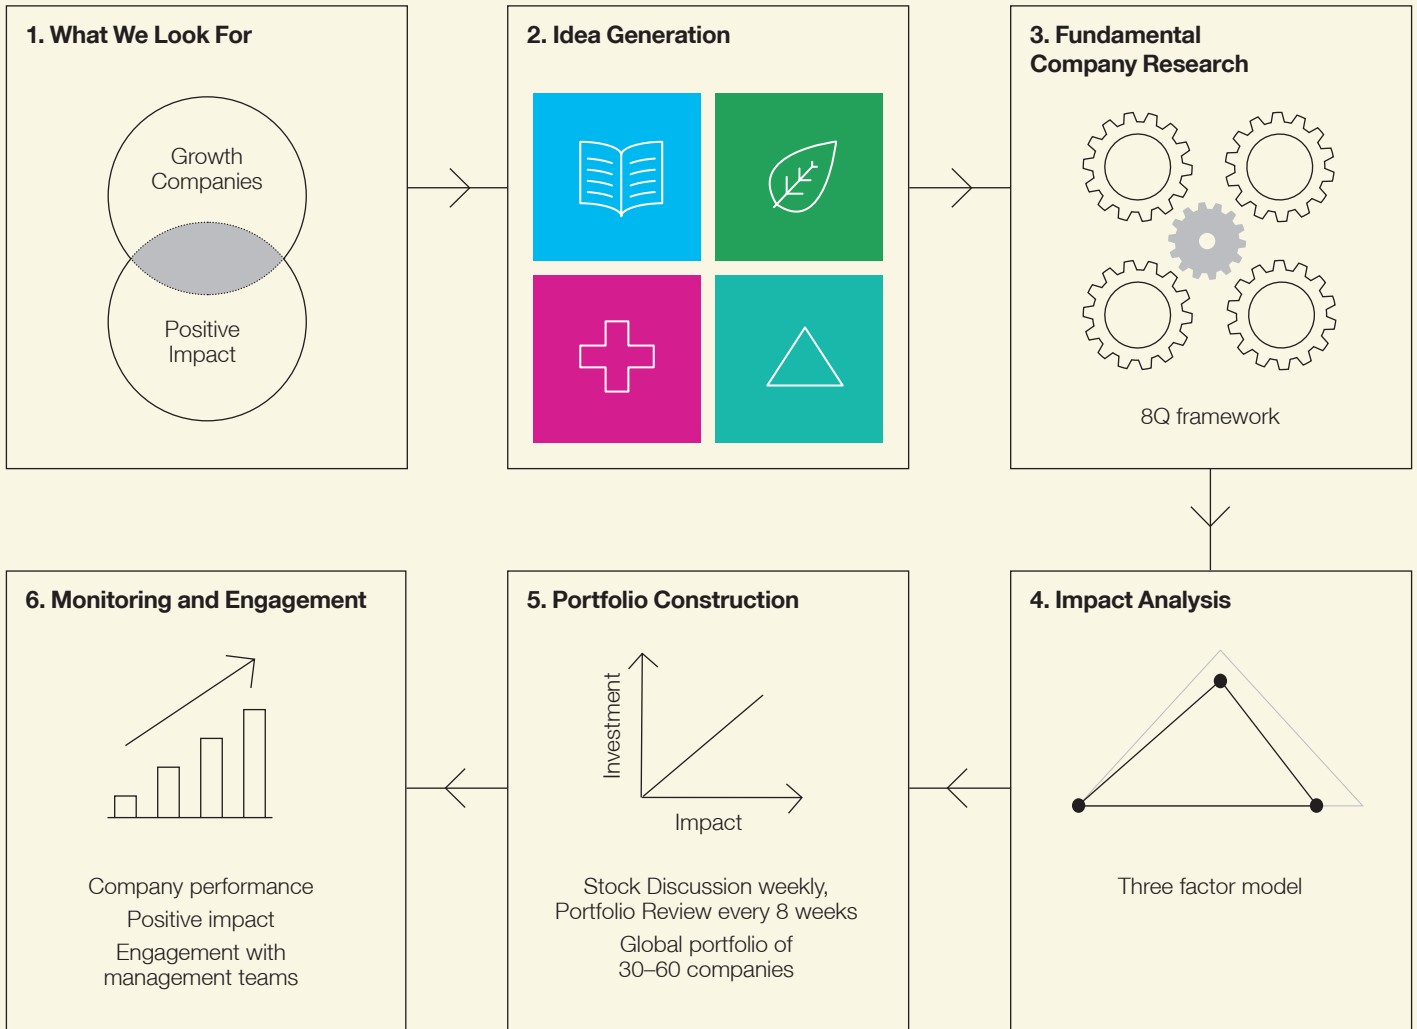 1. What We Look For
Growth
Companies
Positive
Impact
2. Idea Generation
3. Fundamental
Company Research
8Q framework
4. Impact Analysis
Three factor model
5. Portfolio Construction
Investment
Impact
Stock Discussion weekly,
Portfolio Review every 8 weeks
Global portfolio of
30–60 companies
6. Monitoring and Engagement
Company performance
Positive impact
Engagement with
management teams